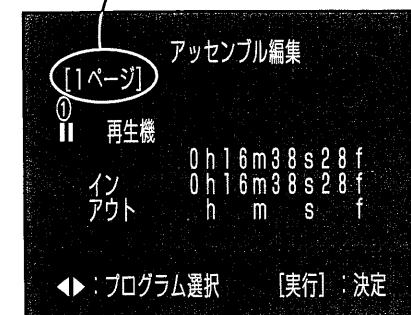 アッセンブル編集
[1ページ]
①
再生機
0h16m38s28f
イン 0h16m38s28f
アウト h m s f
◀▶:プログラム選択 [実行]:決定